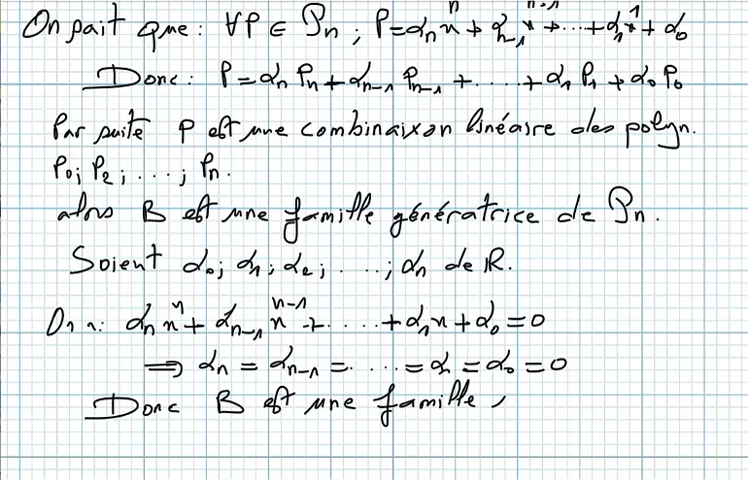 On sait que : ∀P ∈ Pₙ ; P = αₙxⁿ + αₙ₋₁xⁿ⁻¹ + ... + α₁x¹ + α₀
Donc : P = αₙ Pₙ + αₙ₋₁ Pₙ₋₁ + .... + α₁ P₁ + α₀ P₀
Par suite P est une combinaison linéaire des polyn.
P₀ ; P₂ ; ... ; Pₙ.
alors B est une famille génératrice de Pₙ.
Soient α₀ ; α₁ ; α₂ ; ... ; αₙ de ℝ.
On a : αₙxⁿ + αₙ₋₁xⁿ⁻¹ + .... + α₁x + α₀ = 0
⟹ αₙ = αₙ₋₁ = .... = α₁ = α₀ = 0
Donc B est une famille